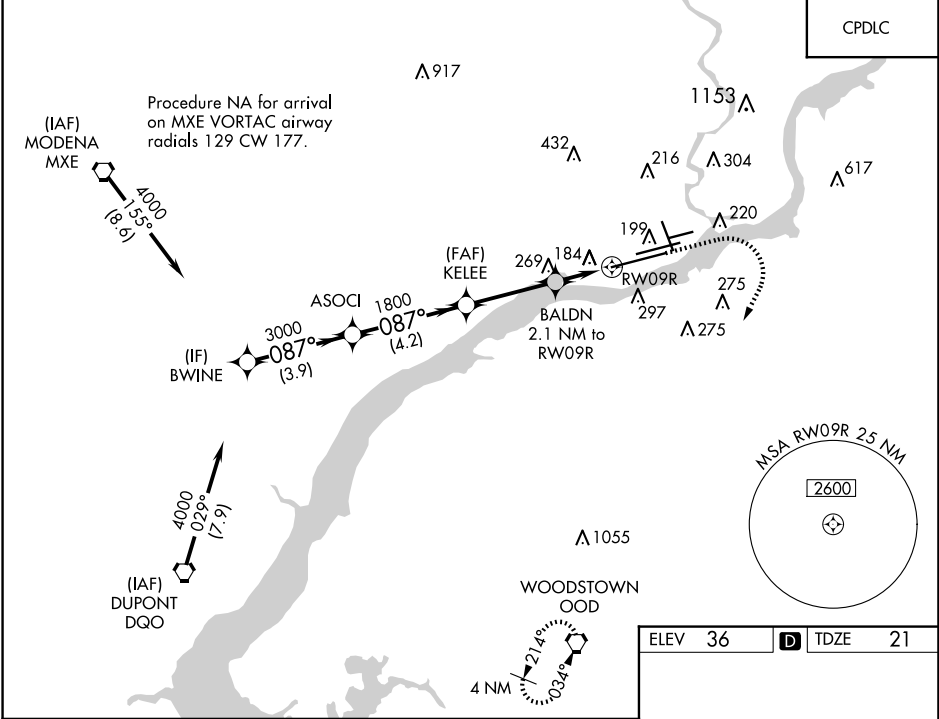 CPDLC
917
1153
Procedure NA for arrival
on MXE VORTAC airway
radials 129 CW 177.
(IAF)
MODENA
MXE
432
216
304
617
4000
155°
(8.6)
199
220
(FAF)
KELEE
269
184
RW09R
ASOCI
1800
087°
(4.2)
3000
087°
(3.9)
BALDN
2.1 NM to
RW09R
297
275
275
(IF)
BWINE
MSA RW09R 25 NM
2600
4000
029°
(7.9)
1055
(IAF)
DUPONT
DQO
WOODSTOWN
OOD
214°
034°
4 NM
ELEV 36 D TDZE 21